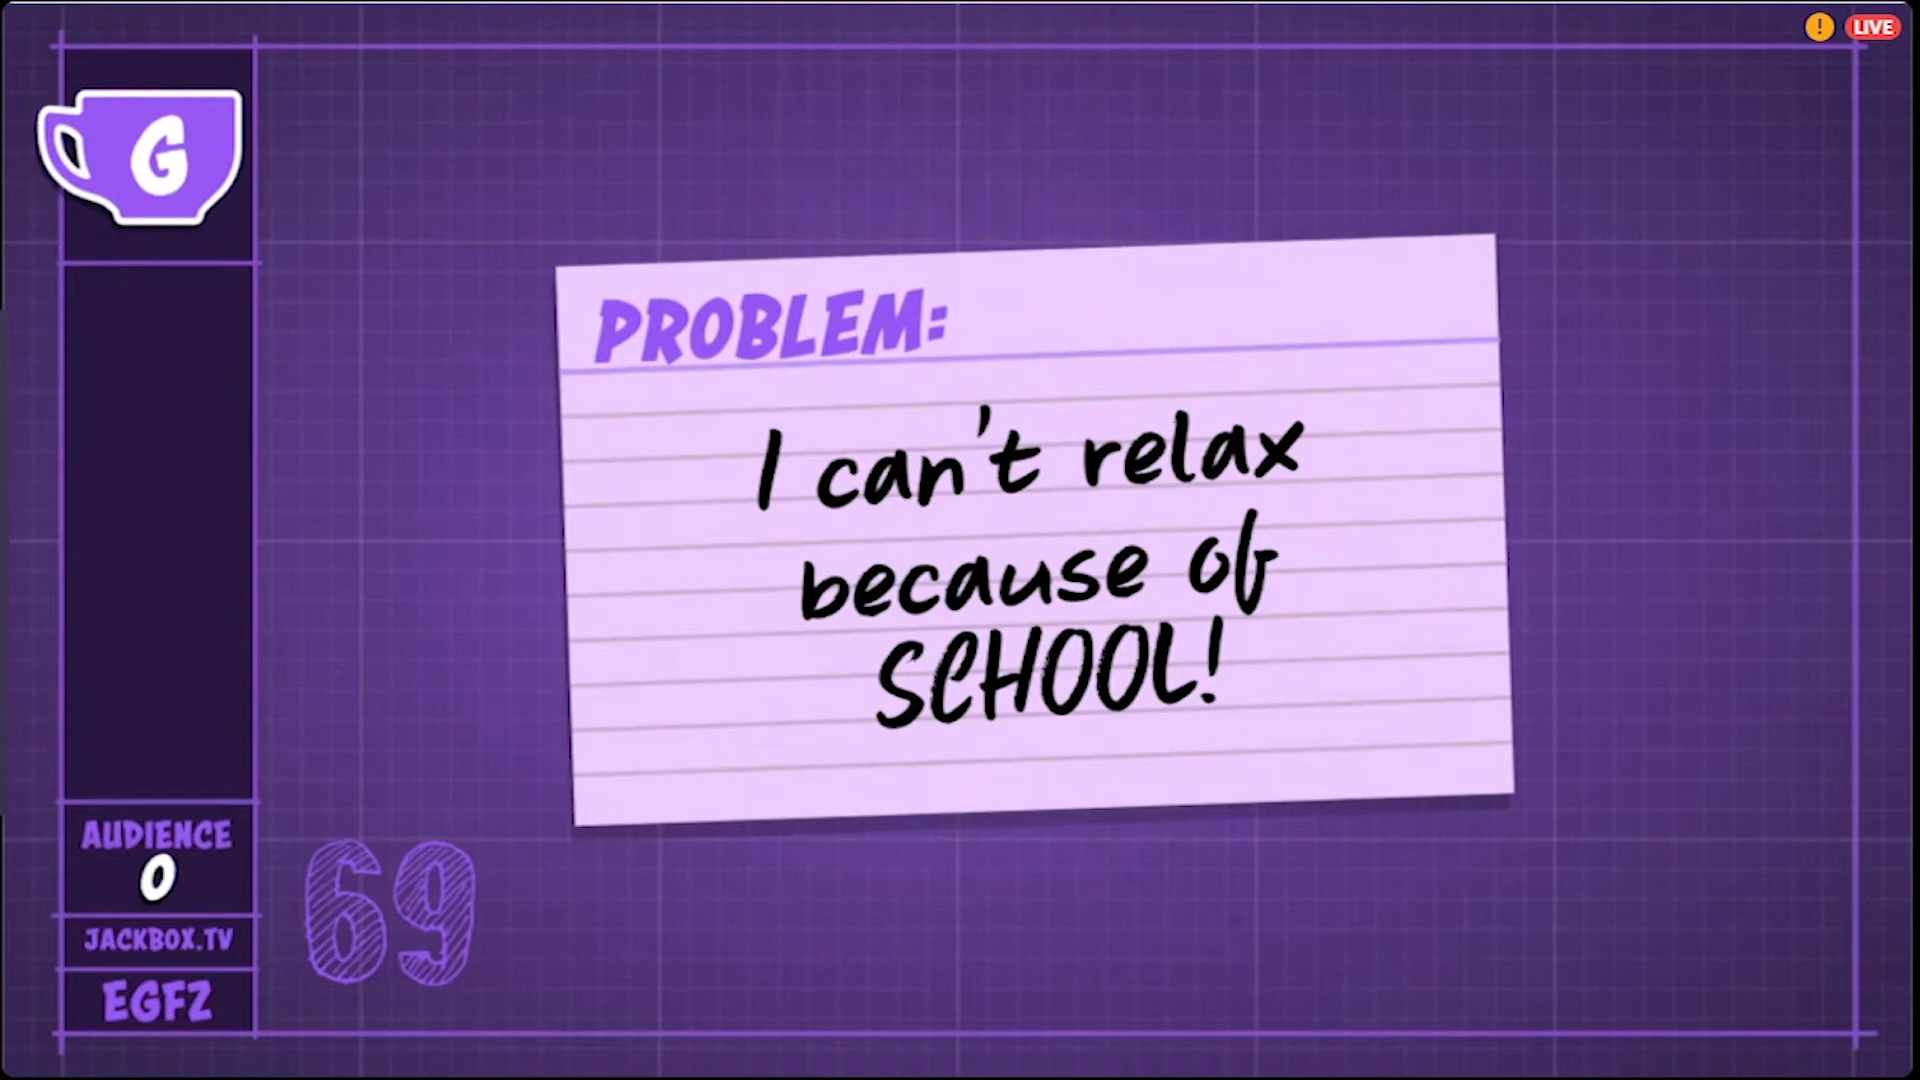 !
LIVE
G
PROBLEM:
I can't relax
because of
SCHOOL!
AUDIENCE
0
JACKBOX.TV
EGFZ
69